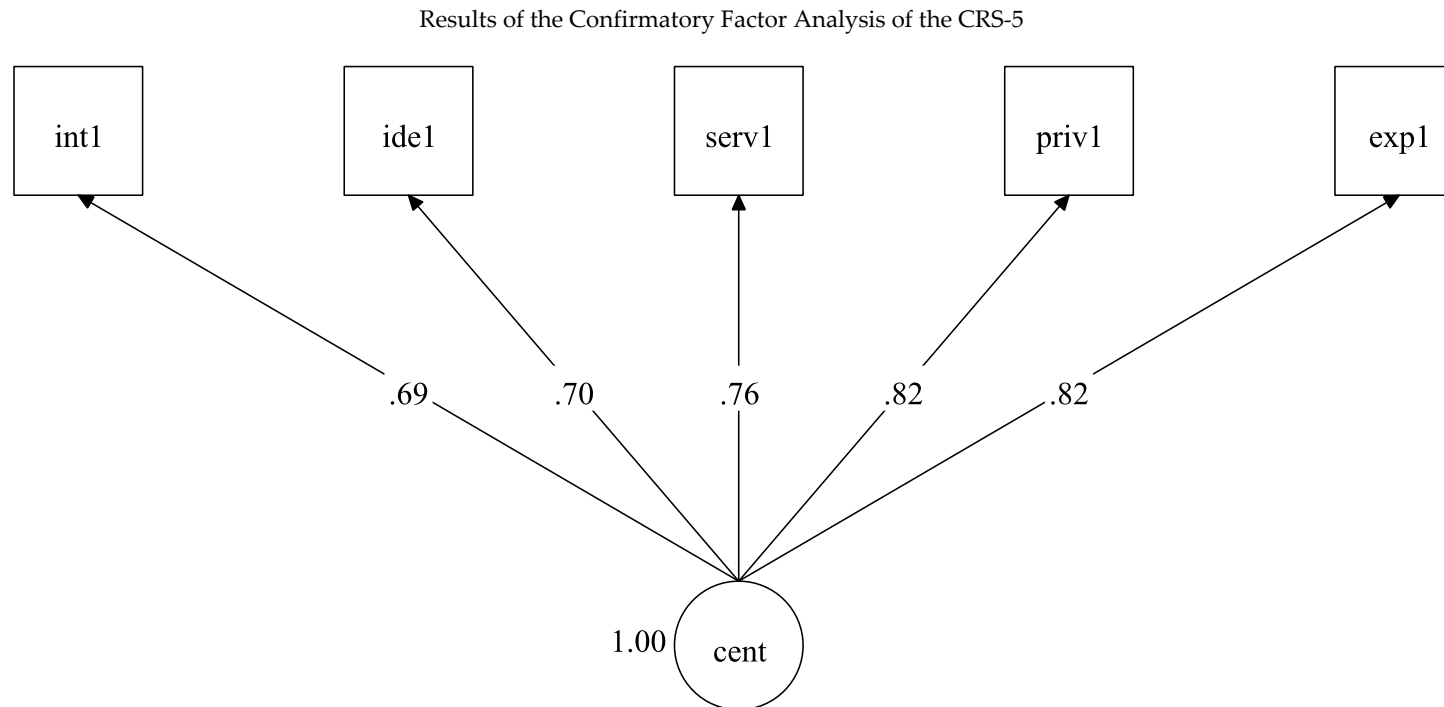 Results of the Confirmatory Factor Analysis of the CRS-5
int1 ide1 serv1 priv1 exp1
.69 .70 .76 .82 .82
1.00 cent